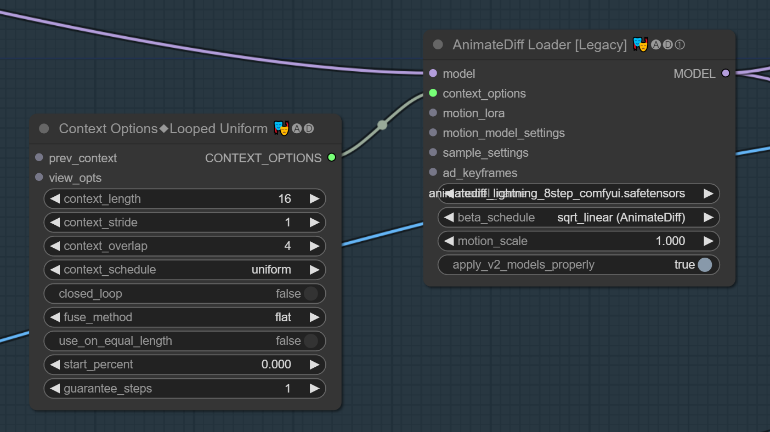 AnimateDiff Loader [Legacy] 🎭ⒶⒹ①
model MODEL
context_options
motion_lora
motion_model_settings
sample_settings
ad_keyframes
animatediff_lightning_8step_comfyui.safetensors
beta_schedule sqrt_linear (AnimateDiff)
motion_scale 1.000
apply_v2_models_properly true
Context Options◆Looped Uniform 🎭ⒶⒹ
prev_context CONTEXT_OPTIONS
view_opts
context_length 16
context_stride 1
context_overlap 4
context_schedule uniform
closed_loop false
fuse_method flat
use_on_equal_length false
start_percent 0.000
guarantee_steps 1